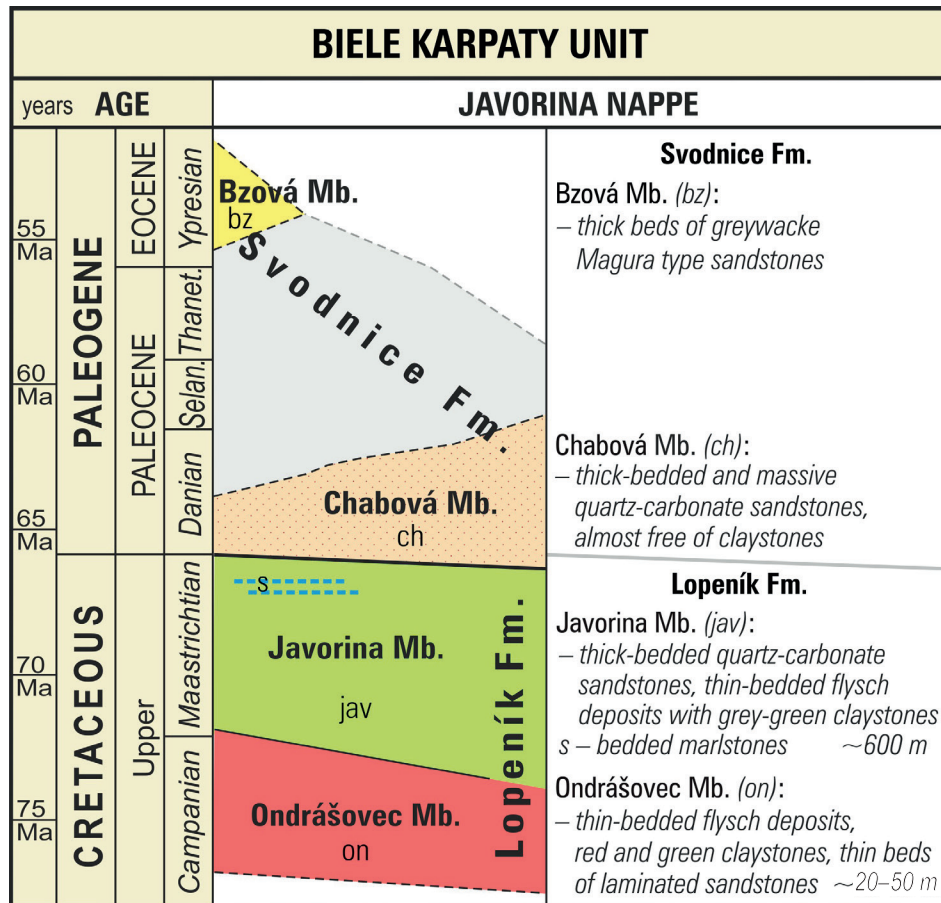 BIELE KARPATY UNIT
years AGE
JAVORINA NAPPE
55
Ma
60
Ma
65
Ma
70
Ma
75
Ma
PALEOGENE
CRETACEOUS
EOCENE
PALEOCENE
Upper
Ypresian
Thanet.
Selan.
Danian
Maastrichtian
Campanian
Bzová Mb.
bz
Svodnice Fm.
Chabová Mb.
ch
s
Javorina Mb.
jav
Lopeník Fm.
Ondrášovec Mb.
on
Svodnice Fm.
Bzová Mb. (bz):
– thick beds of greywacke
Magura type sandstones
Chabová Mb. (ch):
– thick-bedded and massive
quartz-carbonate sandstones,
almost free of claystones
Lopeník Fm.
Javorina Mb. (jav):
– thick-bedded quartz-carbonate
sandstones, thin-bedded flysch
deposits with grey-green claystones
s – bedded marlstones ~600 m
Ondrášovec Mb. (on):
– thin-bedded flysch deposits,
red and green claystones, thin beds
of laminated sandstones ~20–50 m